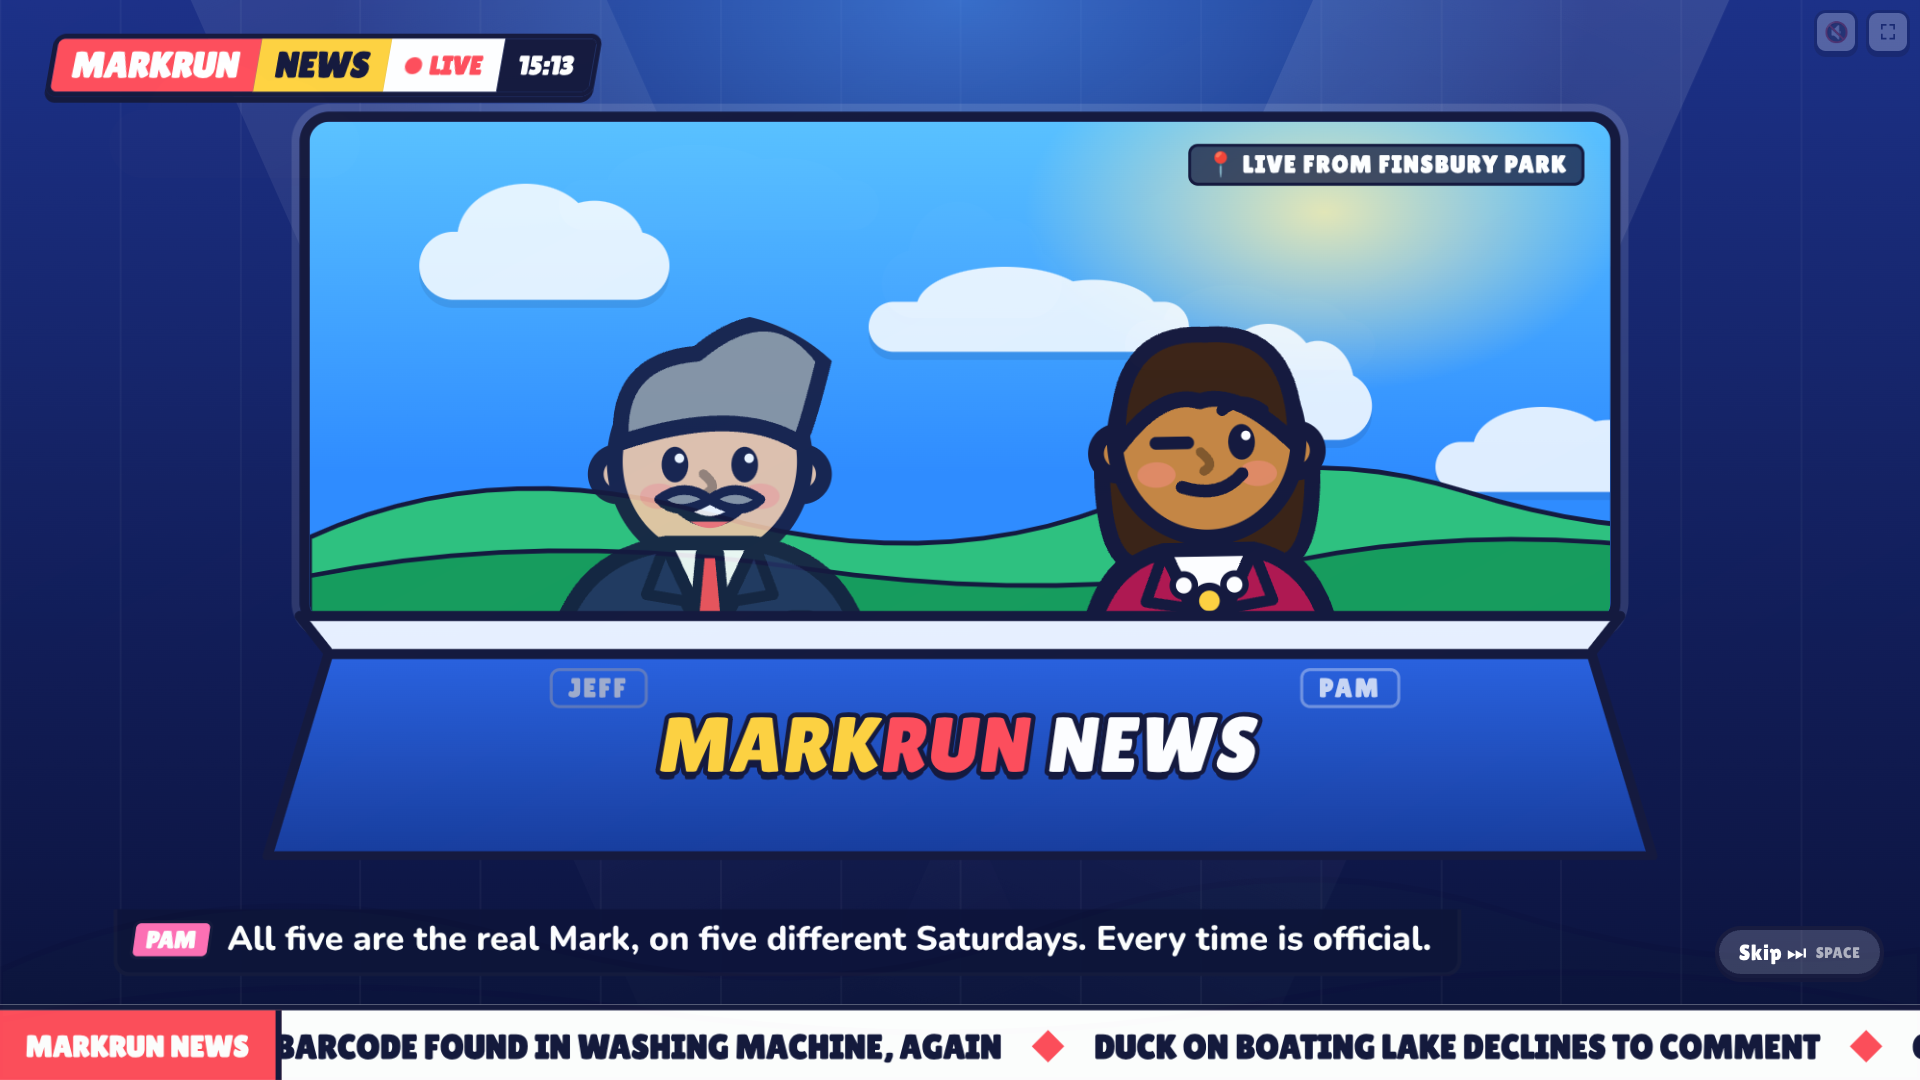 MARKRUN NEWS LIVE 15:13
LIVE FROM FINSBURY PARK
JEFF
PAM
MARKRUN NEWS
PAM All five are the real Mark, on five different Saturdays. Every time is official.
Skip SPACE
MARKRUN NEWS BARCODE FOUND IN WASHING MACHINE, AGAIN DUCK ON BOATING LAKE DECLINES TO COMMENT